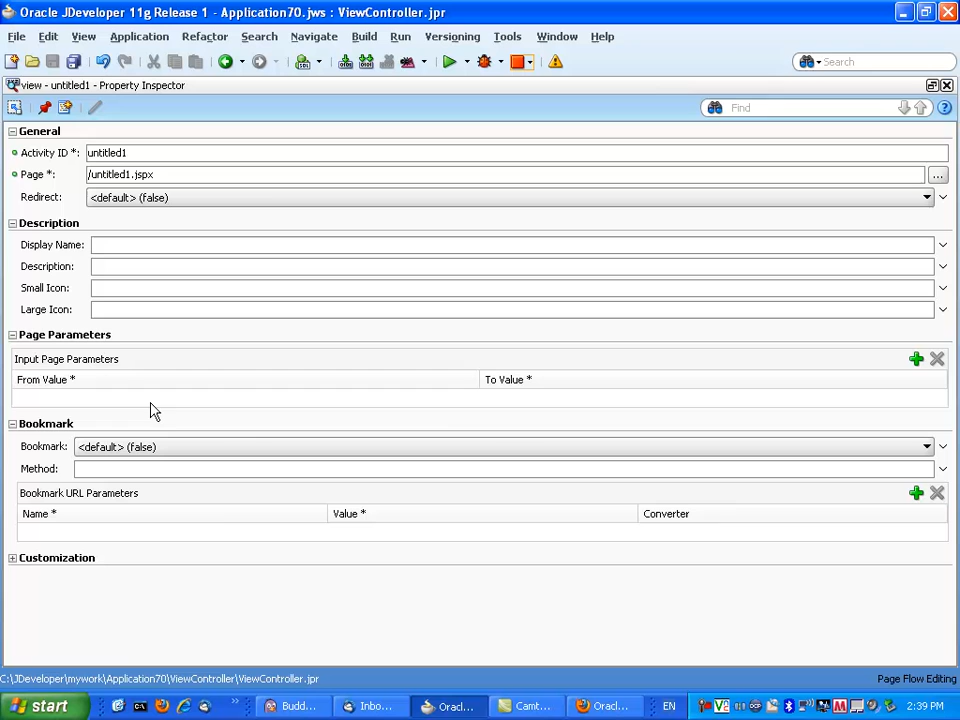 Oracle JDeveloper 11g Release 1 - Application70.jws : ViewController.jpr
File Edit View Application Refactor Search Navigate Build Run Versioning Tools Window Help
Search
view - untitled1 - Property Inspector
Find
General
Activity ID *: untitled1
Page *: /untitled1.jspx ...
Redirect: <default> (false)
Description
Display Name:
Description:
Small Icon:
Large Icon:
Page Parameters
Input Page Parameters
From Value * To Value *
Bookmark
Bookmark: <default> (false)
Method:
Bookmark URL Parameters
Name * Value * Converter
Customization
C:\JDeveloper\mywork\Application70\ViewController\ViewController.jpr Page Flow Editing
start Budd... Inbo... Oracl... Camt... Oracl... EN 2:39 PM